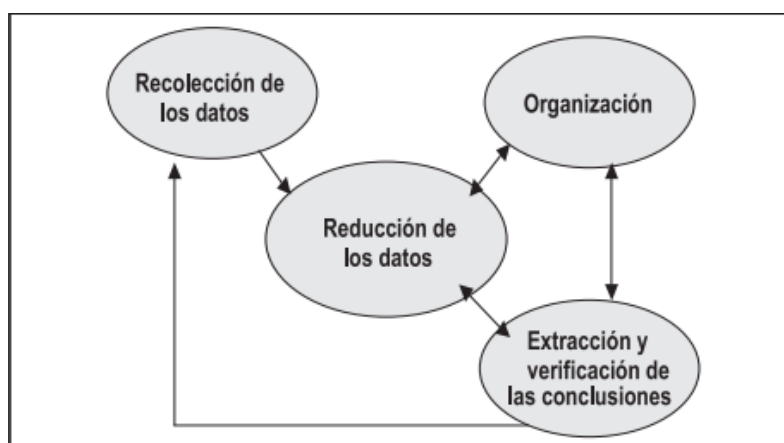 Recolección de
los datos
Organización
Reducción de
los datos
Extracción y
verificación de
las conclusiones